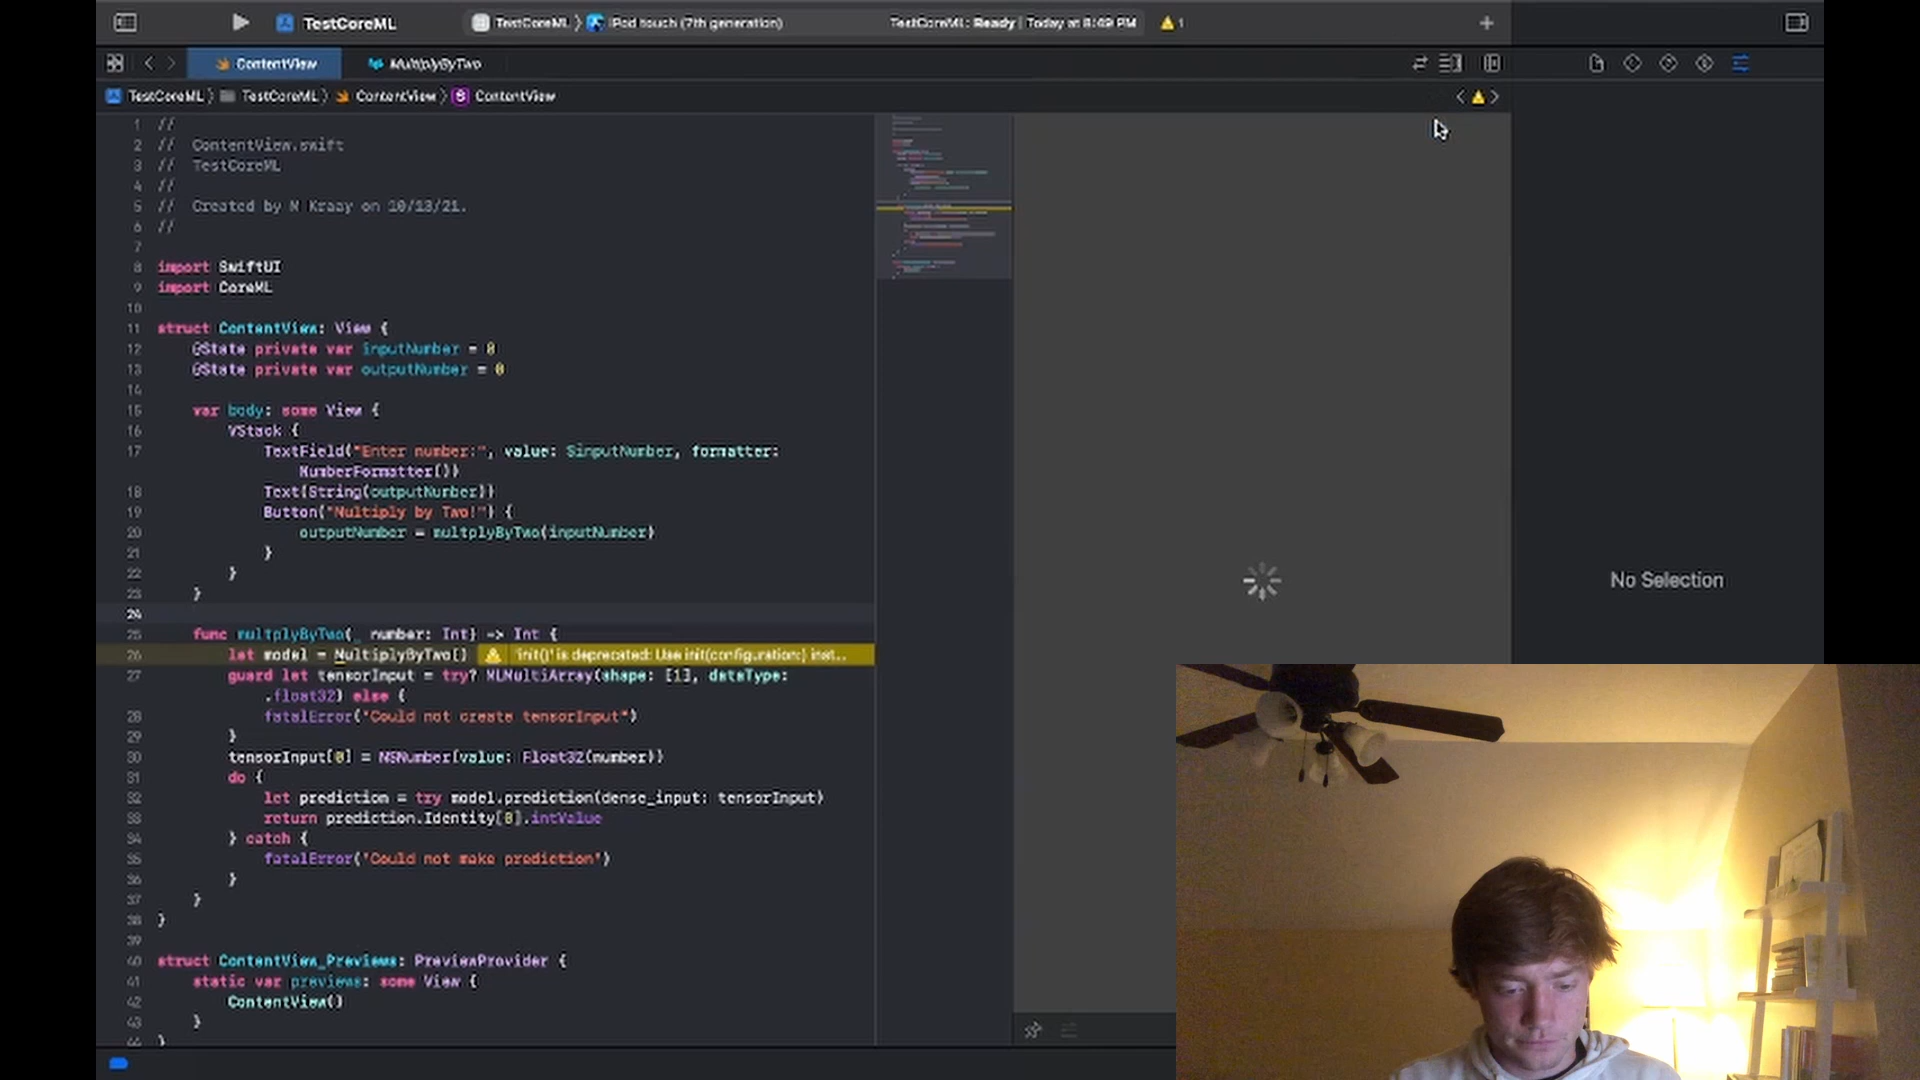 TestCoreML
TestCoreML 〉 iPod touch (7th generation)
TestCoreML: Ready | Today at 8:49 PM
1
ContentView
MultiplyByTwo
TestCoreML 〉 TestCoreML 〉 ContentView 〉 S ContentView
1 //
2 //  ContentView.swift
3 //  TestCoreML
4 //
5 //  Created by M Kraay on 10/13/21.
6 //
7
8 import SwiftUI
9 import CoreML
10
11 struct ContentView: View {
12     @State private var inputNumber = 0
13     @State private var outputNumber = 0
14
15     var body: some View {
16         VStack {
17             TextField("Enter number:", value: $inputNumber, formatter:
                NumberFormatter())
18             Text(String(outputNumber))
19             Button("Multiply by Two!") {
20                 outputNumber = multplyByTwo(inputNumber)
21             }
22         }
23     }
24
25     func multplyByTwo(_ number: Int) -> Int {
26         let model = MultiplyByTwo() 'init()' is deprecated: Use init(configuration:) inst...
27         guard let tensorInput = try? MLMultiArray(shape: [1], dataType:
            .float32) else {
28             fatalError("Could not create tensorInput")
29         }
30         tensorInput[0] = NSNumber(value: Float32(number))
31         do {
32             let prediction = try model.prediction(dense_input: tensorInput)
33             return prediction.Identity[0].intValue
34         } catch {
35             fatalError("Could not make prediction")
36         }
37     }
38 }
39
40 struct ContentView_Previews: PreviewProvider {
41     static var previews: some View {
42         ContentView()
43     }
44 }
No Selection